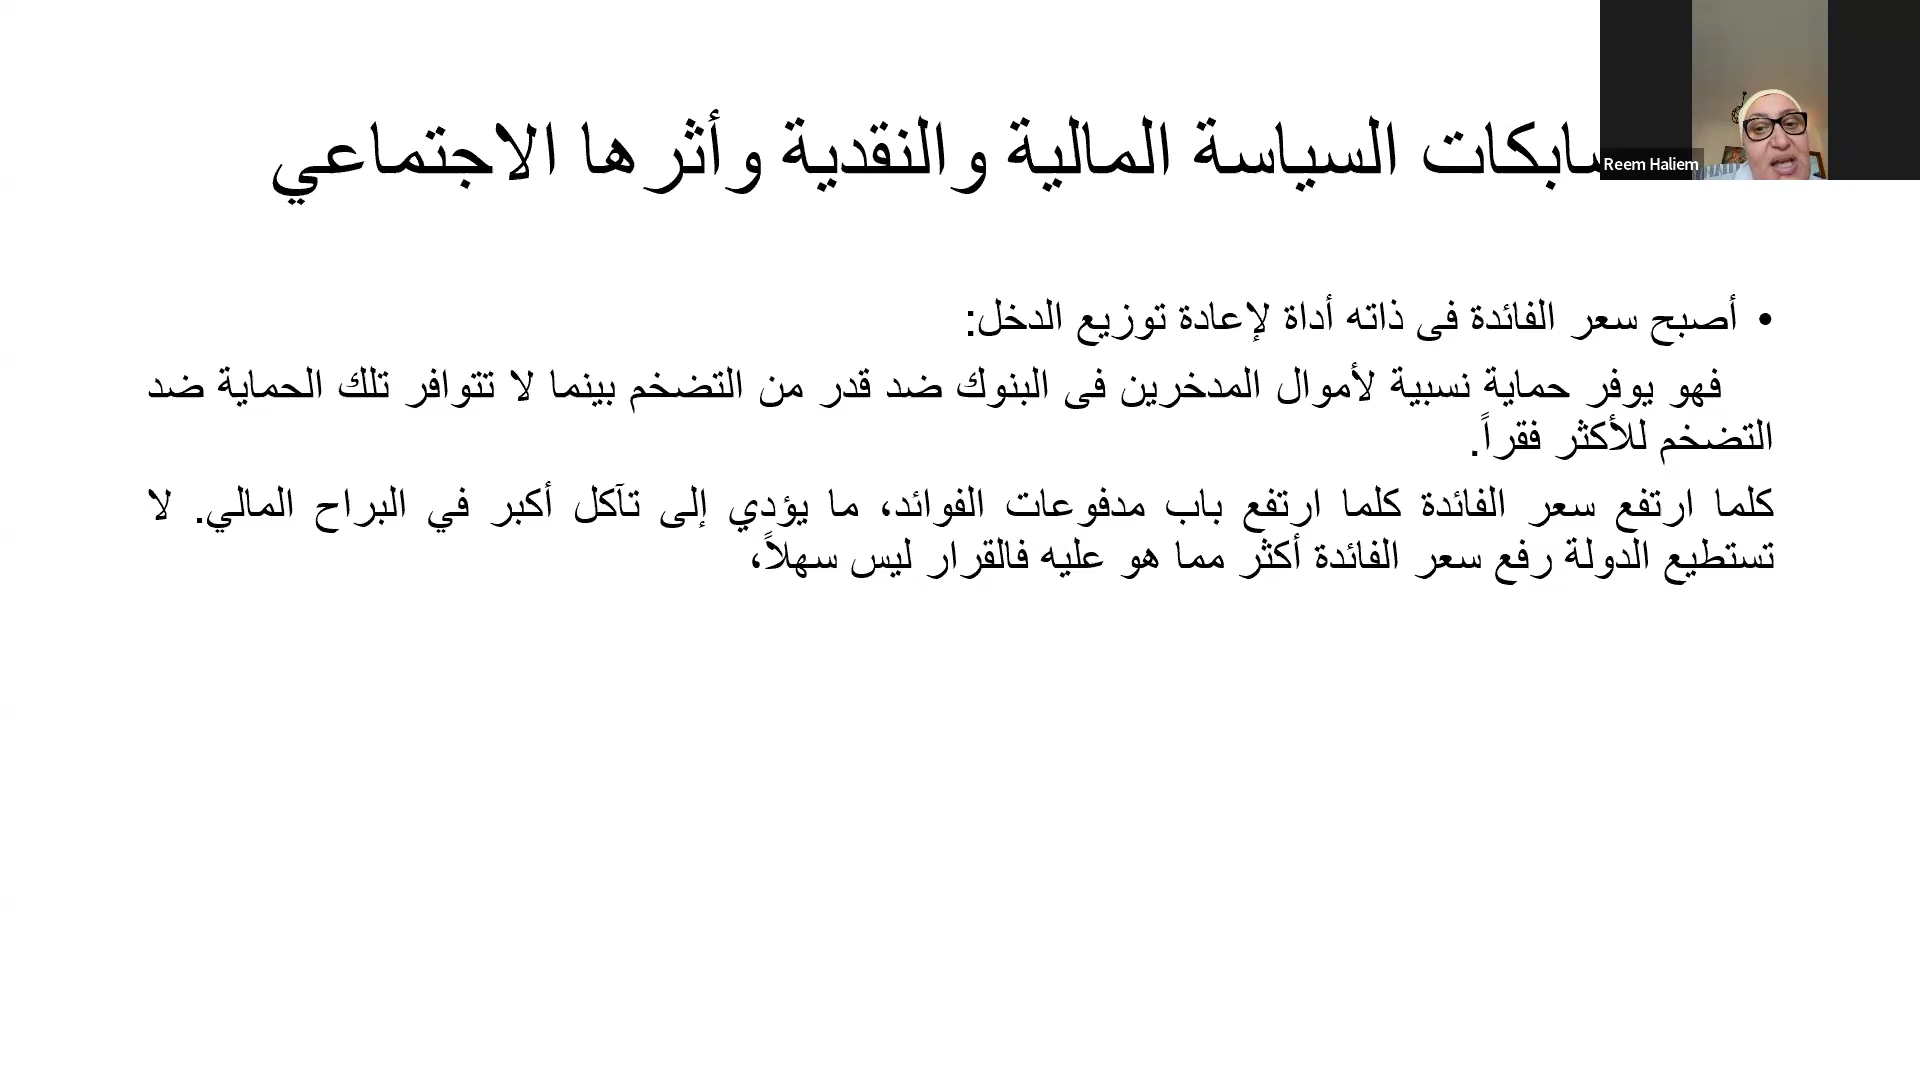 السياسة المالية والنقدية وأثرها الاجتماعي
Reem Haliem
• أصبح سعر الفائدة فى ذاته أداة لإعادة توزيع الدخل:
فهو يوفر حماية نسبية لأموال المدخرين فى البنوك ضد قدر من التضخم بينما لا تتوافر تلك الحماية ضد
التضخم للأكثر فقراً.
كلما ارتفع سعر الفائدة كلما ارتفع باب مدفوعات الفوائد، ما يؤدي إلى تآكل أكبر في البراح المالي. لا
تستطيع الدولة رفع سعر الفائدة أكثر مما هو عليه فالقرار ليس سهلاً،